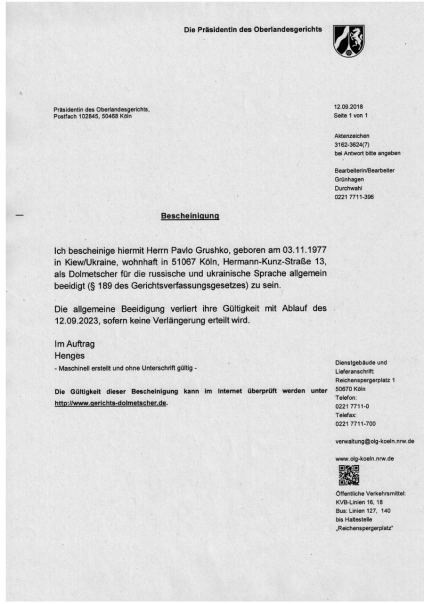 Die Präsidentin des Oberlandesgerichts
Präsidentin des Oberlandesgerichts,
Postfach 102845, 50468 Köln
12.09.2018
Seite 1 von 1
Aktenzeichen
3162-3624(7)
bei Antwort bitte angeben
Bearbeiterin/Bearbeiter
Grünhagen
Durchwahl
0221 7711-396
Bescheinigung
Ich bescheinige hiermit Herrn Pavlo Grushko, geboren am 03.11.1977
in Kiew/Ukraine, wohnhaft in 51067 Köln, Hermann-Kunz-Straße 13,
als Dolmetscher für die russische und ukrainische Sprache allgemein
beeidigt (§ 189 des Gerichtsverfassungsgesetzes) zu sein.
Die allgemeine Beeidigung verliert ihre Gültigkeit mit Ablauf des
12.09.2023, sofern keine Verlängerung erteilt wird.
Im Auftrag
Henges
- Maschinell erstellt und ohne Unterschrift gültig -
Die Gültigkeit dieser Bescheinigung kann im Internet überprüft werden unter
http://www.gerichts-dolmetscher.de.
Dienstgebäude und
Lieferanschrift:
Reichenspergerplatz 1
50670 Köln
Telefon:
0221 7711-0
Telefax:
0221 7711-700
verwaltung@olg-koeln.nrw.de
www.olg-koeln.nrw.de
Öffentliche Verkehrsmittel:
KVB-Linien 16, 18
Bus: Linien 127, 140
bis Haltestelle
„Reichenspergerplatz"